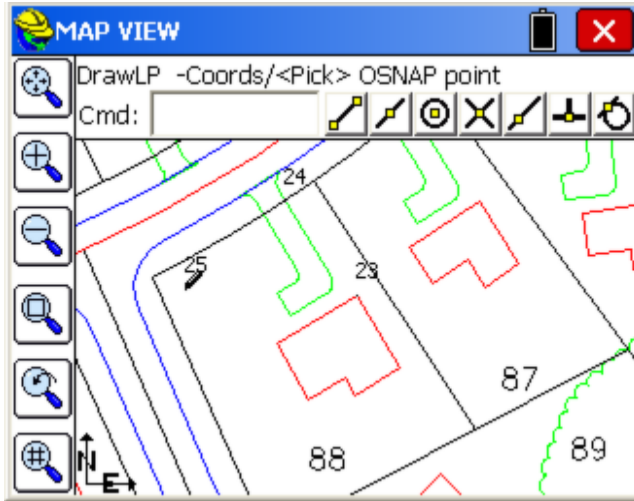 MAP VIEW
DrawLP -Coords/<Pick> OSNAP point
Cmd:
24
25
23
87
88
89
N
E